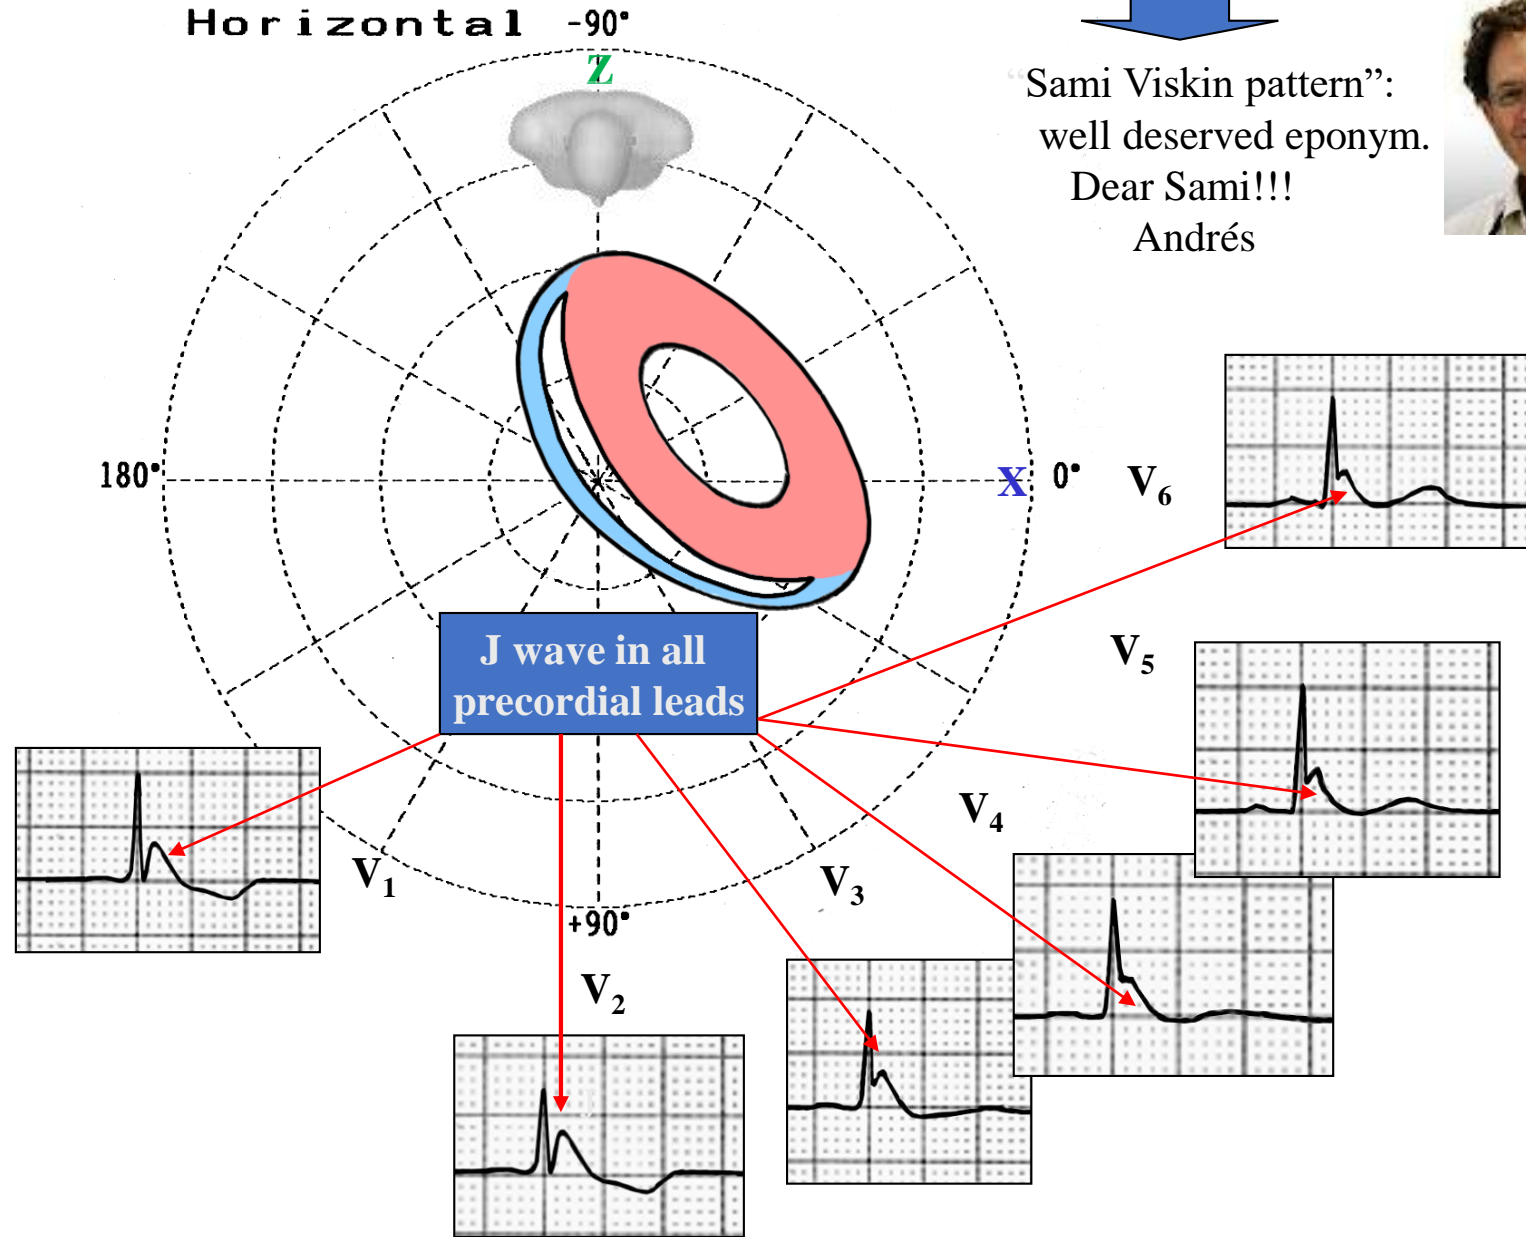 Horizontal -90°
Z
“Sami Viskin pattern”:
well deserved eponym.
Dear Sami!!!
Andrés
180°
X 0°
V6
V5
J wave in all
precordial leads
V4
V1
V3
+90°
V2
J